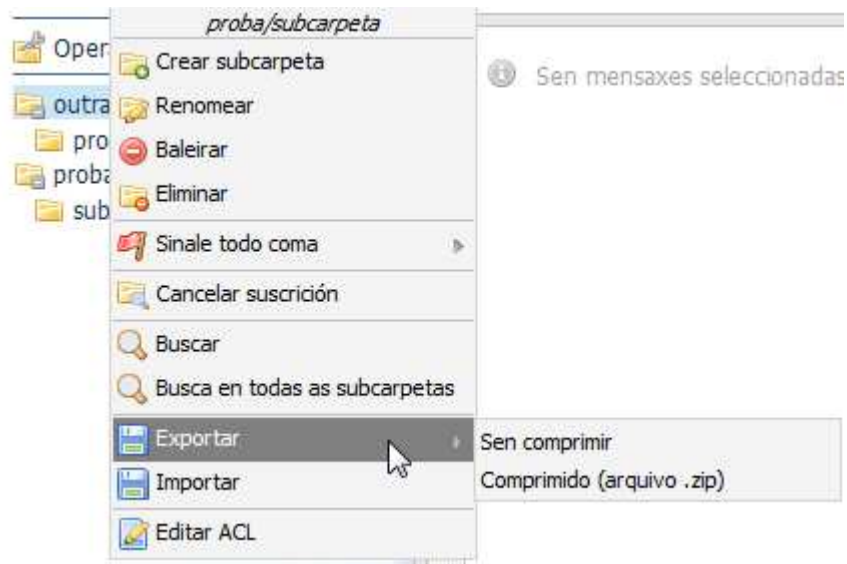 proba/subcarpeta
Oper
Crear subcarpeta
Sen mensaxes seleccionadas
outra
Renomear
pro
Baleirar
proba
Eliminar
sub
Sinale todo coma
Cancelar suscrición
Buscar
Busca en todas as subcarpetas
Exportar
Sen comprimir
Importar
Comprimido (arquivo .zip)
Editar ACL